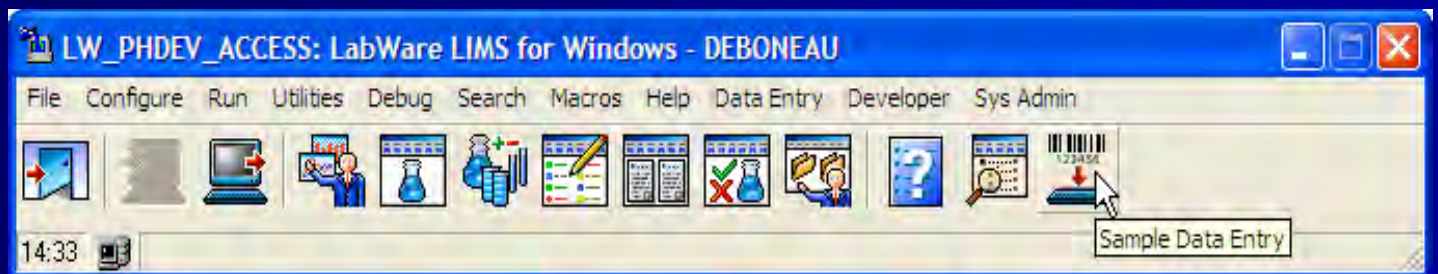 LW_PHDEV_ACCESS: LabWare LIMS for Windows - DEBONEAU
File Configure Run Utilities Debug Search Macros Help Data Entry Developer Sys Admin
123456
Sample Data Entry
14:33